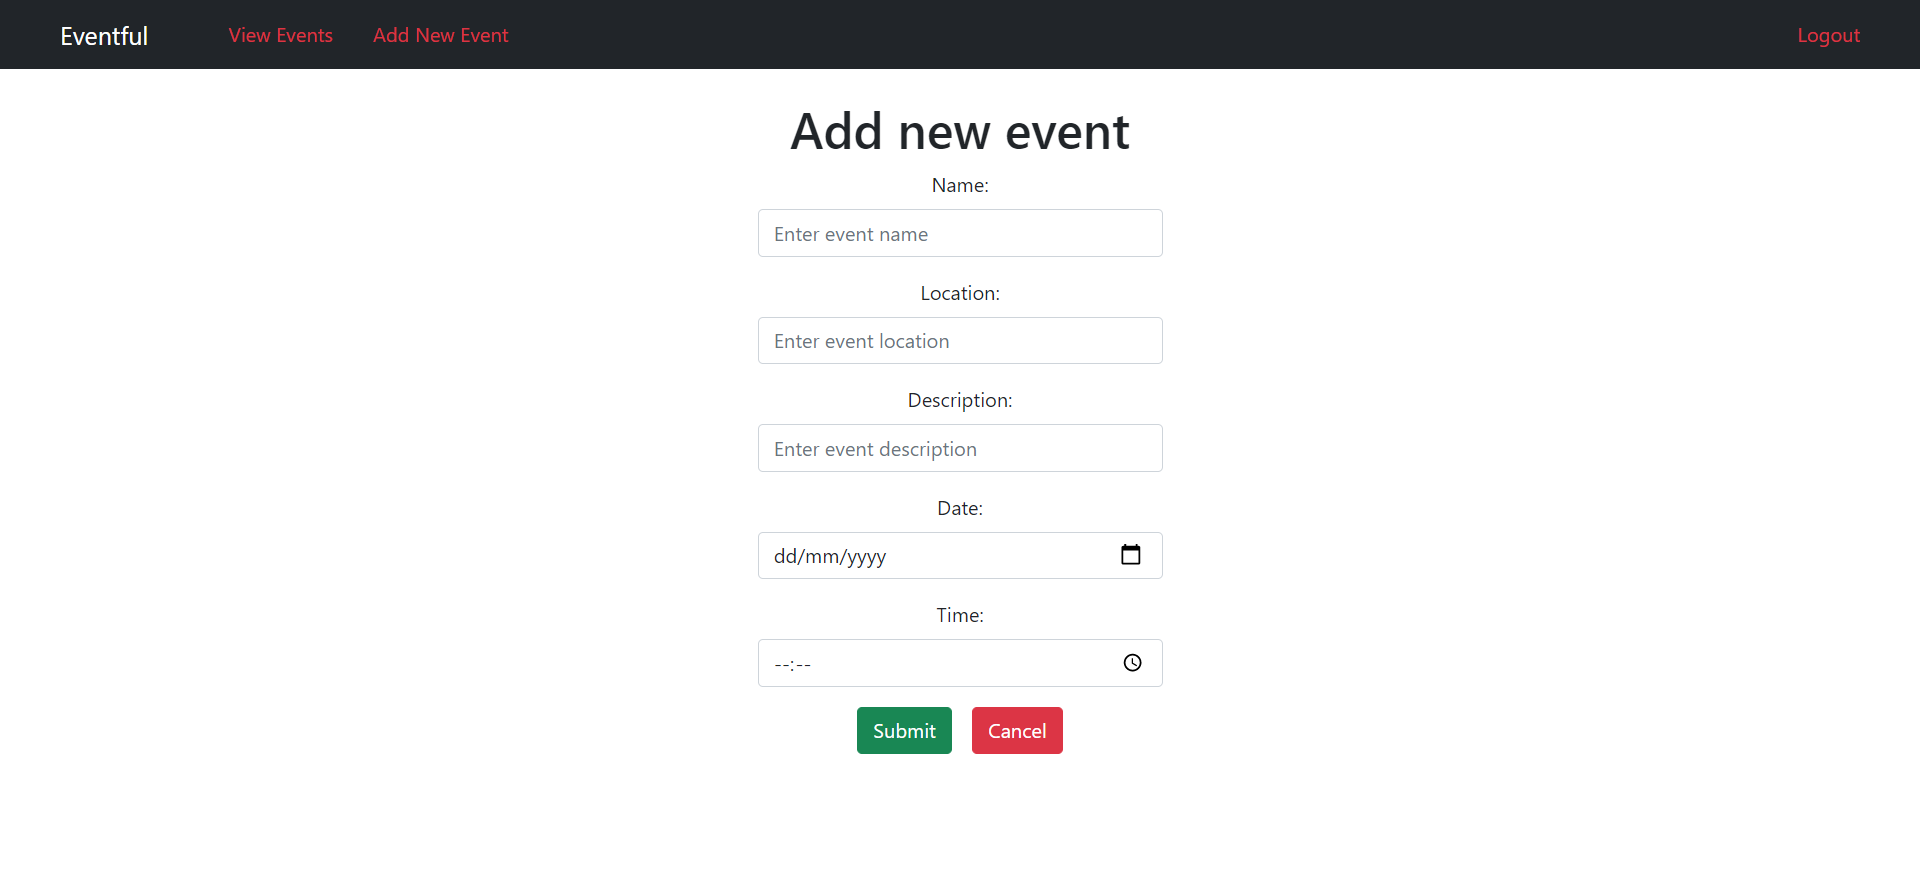 Eventful View Events Add New Event Logout
Add new event
Name:
Enter event name
Location:
Enter event location
Description:
Enter event description
Date:
dd/mm/yyyy
Time:
--:--
Submit Cancel